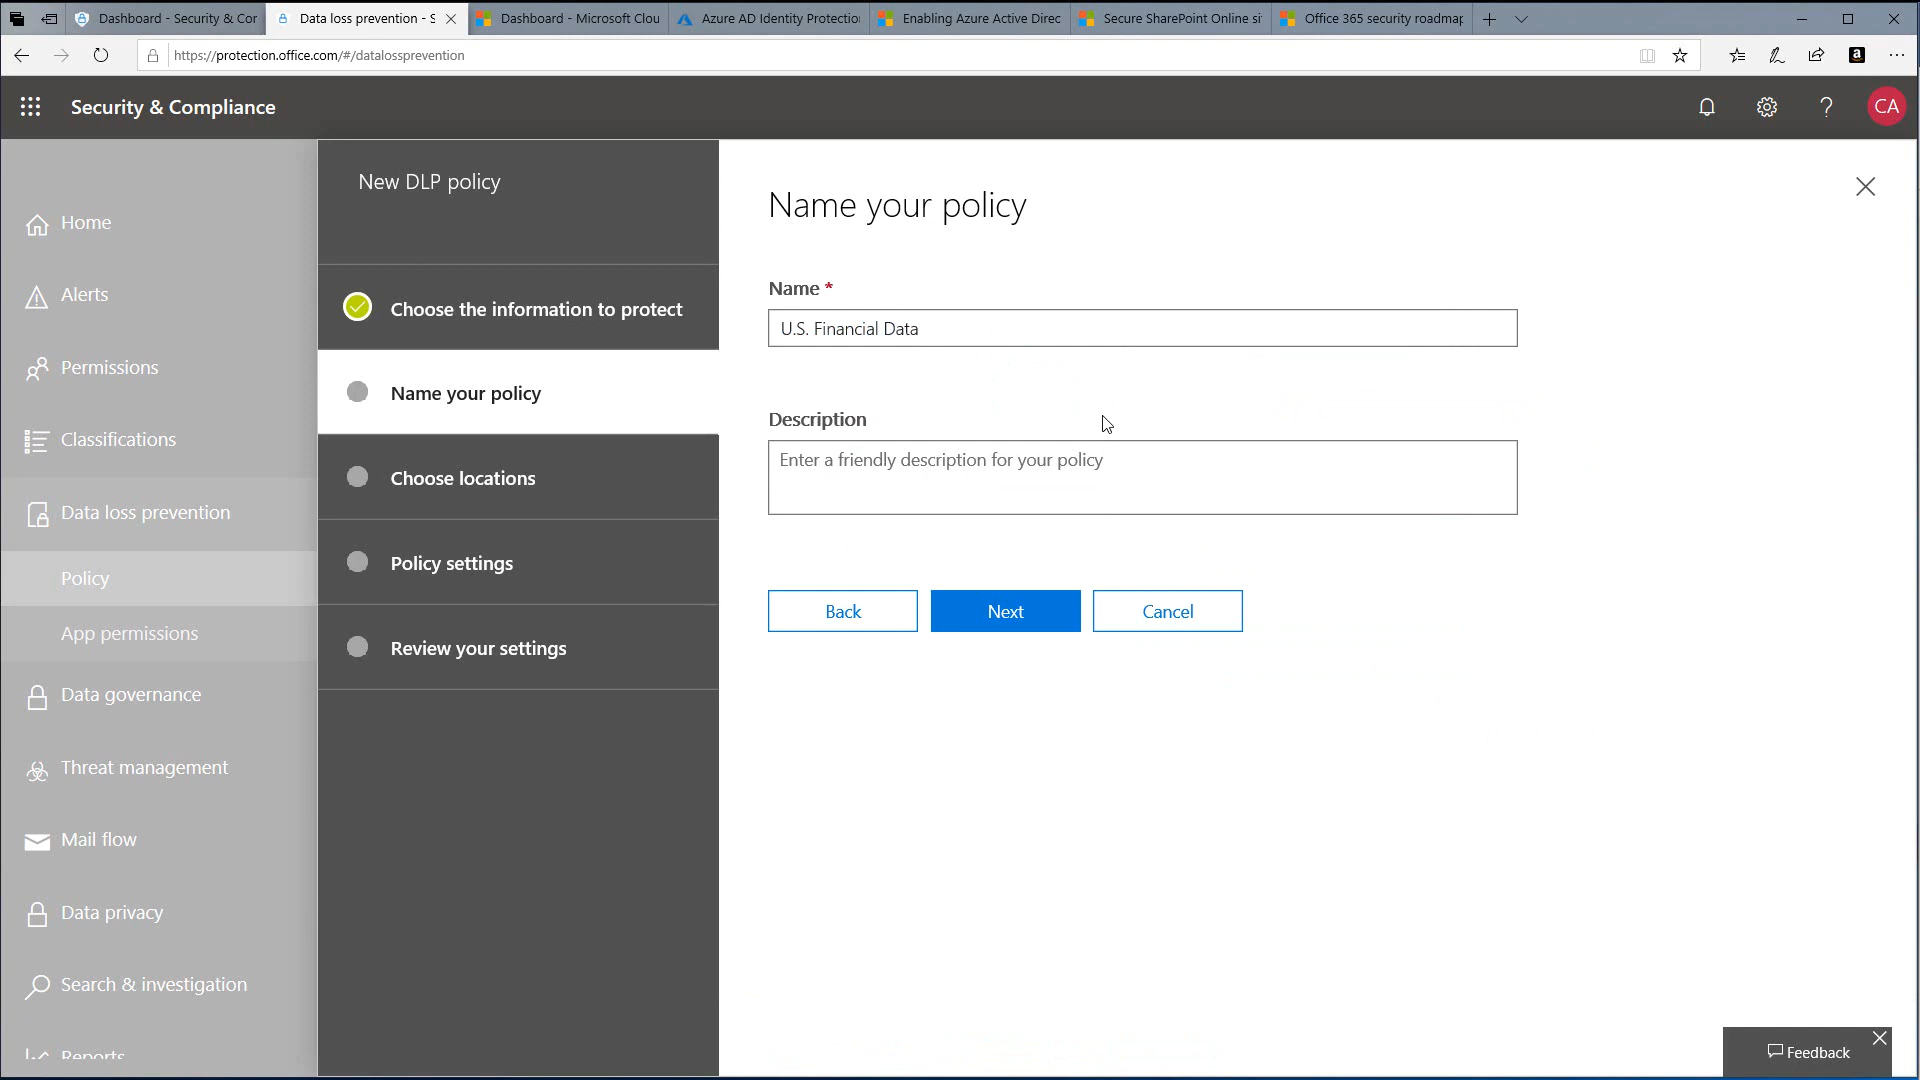 Dashboard - Security & Cor
Data loss prevention - S
Dashboard - Microsoft Clou
Azure AD Identity Protection
Enabling Azure Active Direc
Secure SharePoint Online si
Office 365 security roadmap
https://protection.office.com/#/datalossprevention
Security & Compliance
CA
Home
Alerts
Permissions
Classifications
Data loss prevention
Policy
App permissions
Data governance
Threat management
Mail flow
Data privacy
Search & investigation
Reports
New DLP policy
Choose the information to protect
Name your policy
Choose locations
Policy settings
Review your settings
Name your policy
Name *
U.S. Financial Data
Description
Enter a friendly description for your policy
Back
Next
Cancel
Feedback